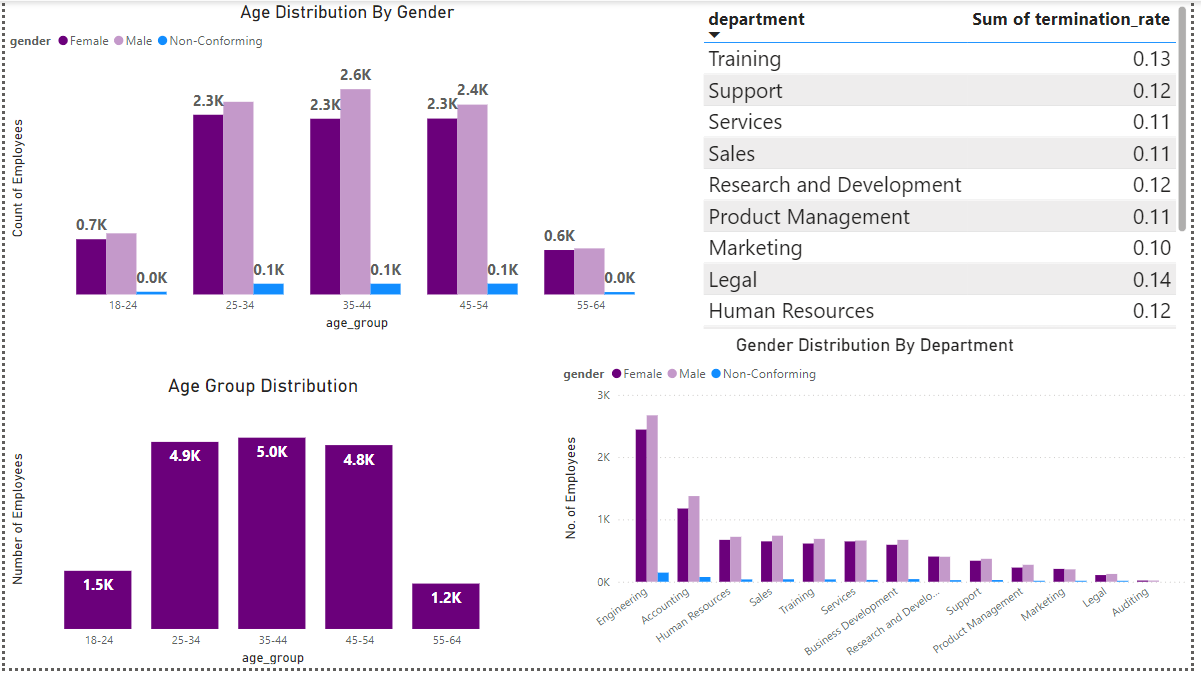 Age Distribution By Gender
gender Female Male Non-Conforming
Count of Employees
0.7K
0.0K
2.3K
0.1K
2.3K
2.6K
0.1K
2.3K
2.4K
0.1K
0.6K
0.0K
18-24 25-34 35-44 45-54 55-64
age_group
department Sum of termination_rate
Training 0.13
Support 0.12
Services 0.11
Sales 0.11
Research and Development 0.12
Product Management 0.11
Marketing 0.10
Legal 0.14
Human Resources 0.12
Age Group Distribution
Number of Employees
1.5K
4.9K
5.0K
4.8K
1.2K
18-24 25-34 35-44 45-54 55-64
age_group
Gender Distribution By Department
gender Female Male Non-Conforming
No. of Employees
3K
2K
1K
0K
Engineering
Accounting
Human Resources
Sales
Training
Services
Business Development
Research and Develo...
Support
Product Management
Marketing
Legal
Auditing